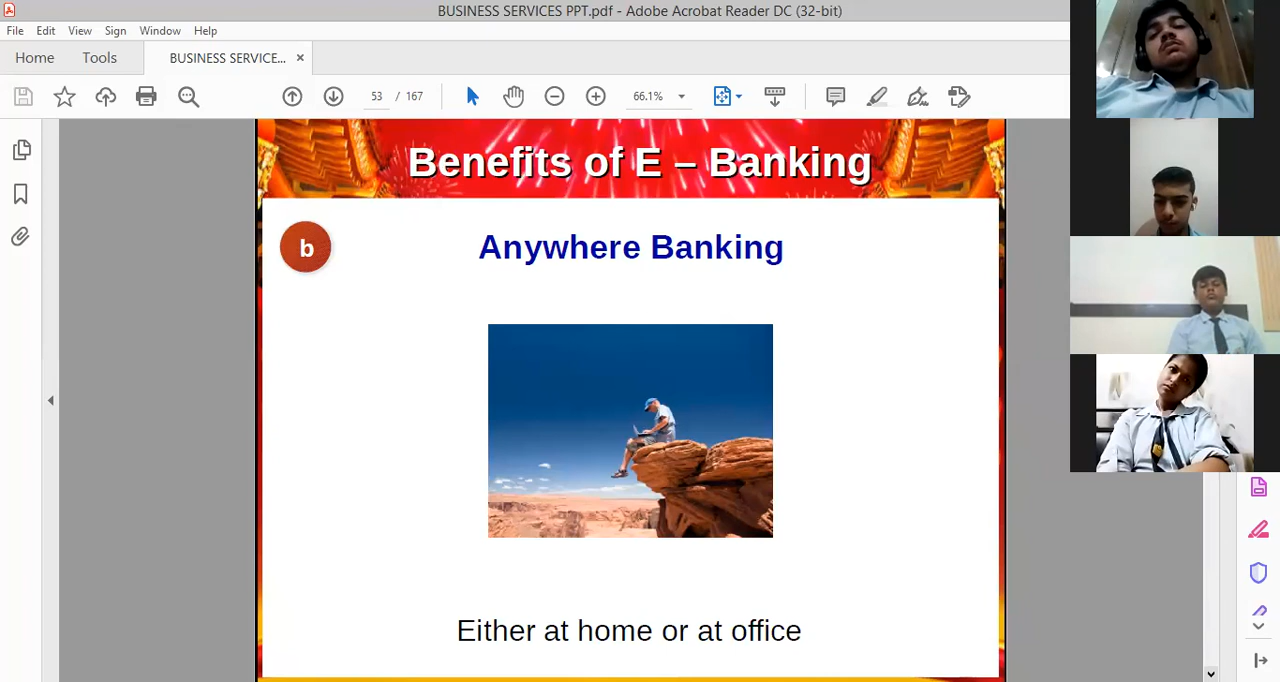 BUSINESS SERVICES PPT.pdf - Adobe Acrobat Reader DC (32-bit)
File Edit View Sign Window Help
Home Tools BUSINESS SERVICE... ×
53 / 167 66.1%
Benefits of E – Banking
b
Anywhere Banking
Either at home or at office